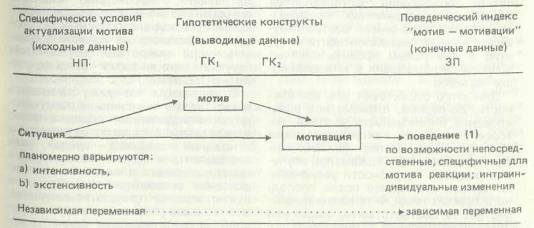 Специфические условия актуализации мотива (исходные данные)
НП.
Гипотетические конструкты (выводимые данные)
ГК₁ ГК₂
Поведенческий индекс "мотив – мотивации" (конечные данные)
ЗП
мотив
Ситуация
мотивация
поведение (1)
планомерно варьируются:
a) интенсивность,
b) экстенсивность
по возможности непосред-
ственные, специфичные для
мотива реакции; интраин-
дивидуальные изменения
Независимая переменная
зависимая переменная